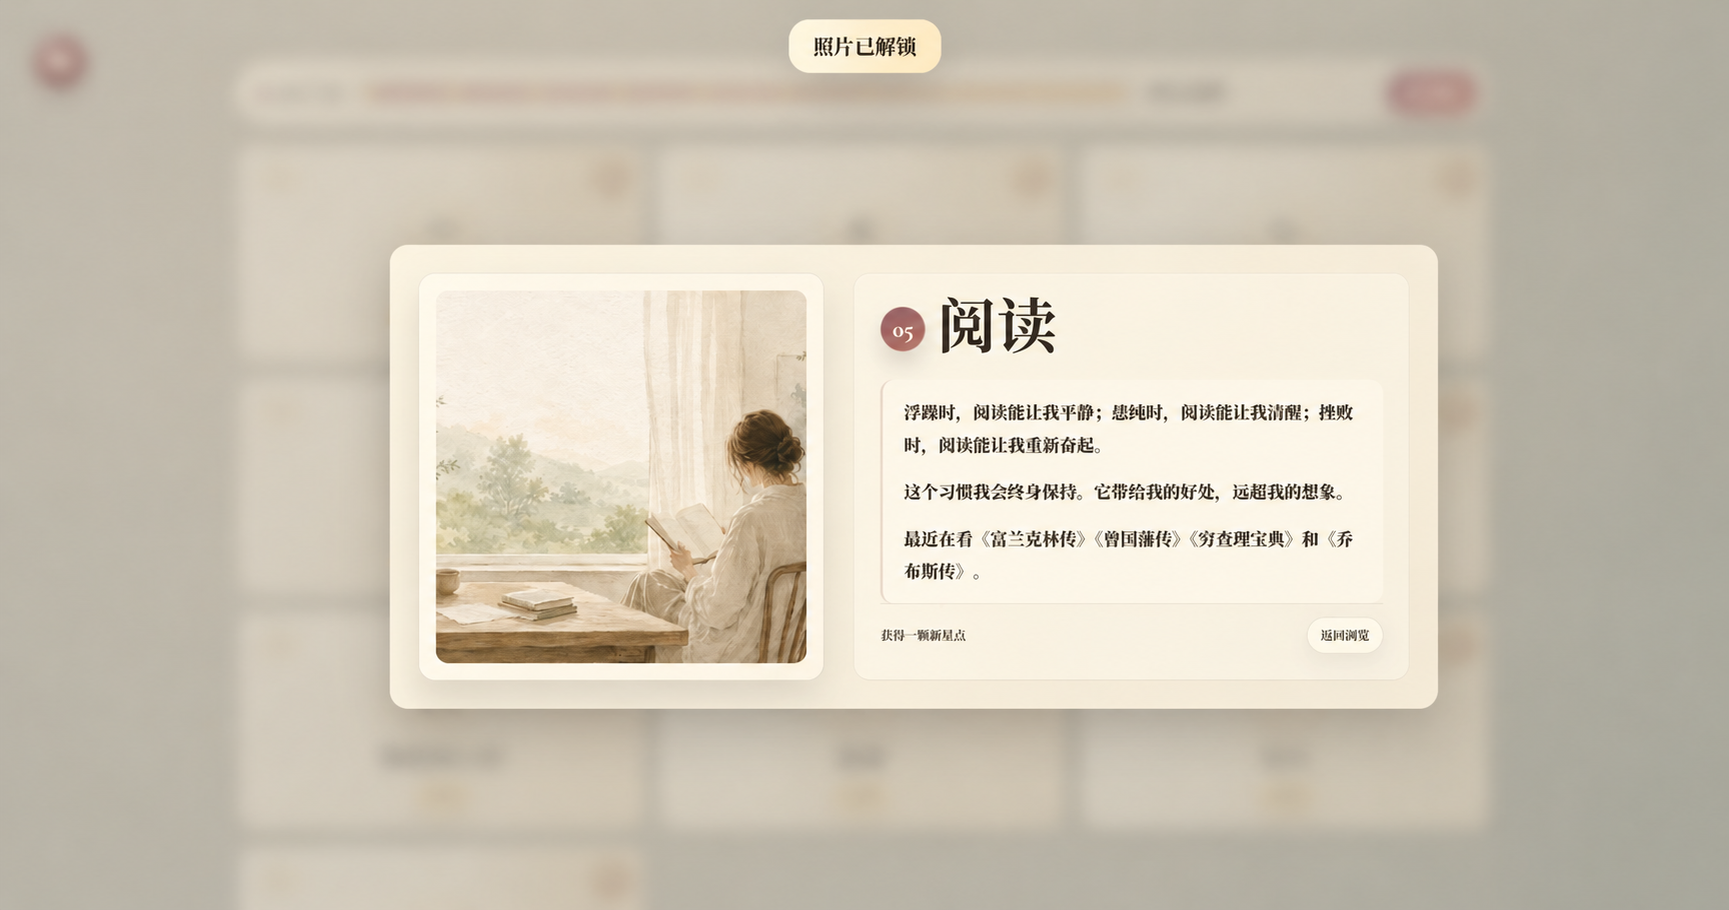 照片已解锁
05 阅读
浮躁时，阅读能让我平静；患纯时，阅读能让我清醒；挫败
时，阅读能让我重新奋起。
这个习惯我会终身保持。它带给我的好处，远超我的想象。
最近在看《富兰克林传》《曾国藩传》《穷查理宝典》和《乔
布斯传》。
获得一颗新星点
返回浏览